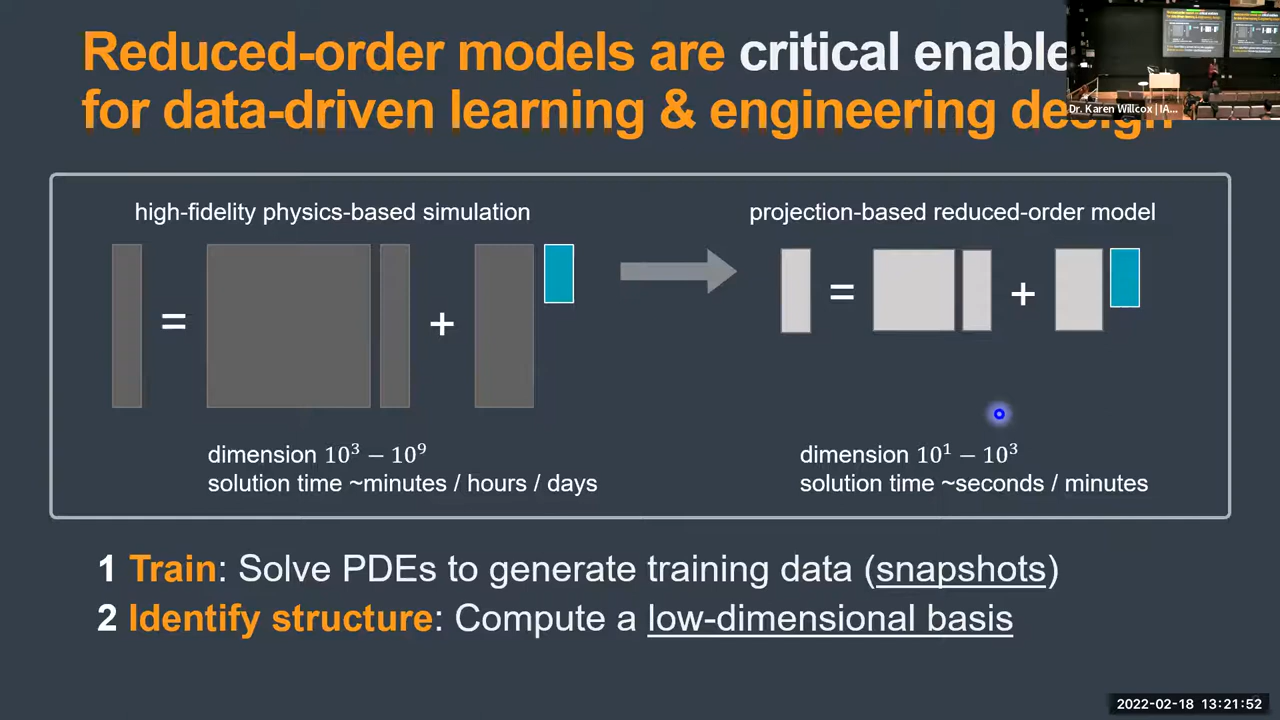 Reduced-order models are critical enable
for data-driven learning & engineering design
Dr. Karen Willcox | IA...
high-fidelity physics-based simulation
projection-based reduced-order model
=
+
=
+
dimension 10³ – 10⁹
solution time ~minutes / hours / days
dimension 10¹ – 10³
solution time ~seconds / minutes
1 Train: Solve PDEs to generate training data (snapshots)
2 Identify structure: Compute a low-dimensional basis
2022-02-18 13:21:52